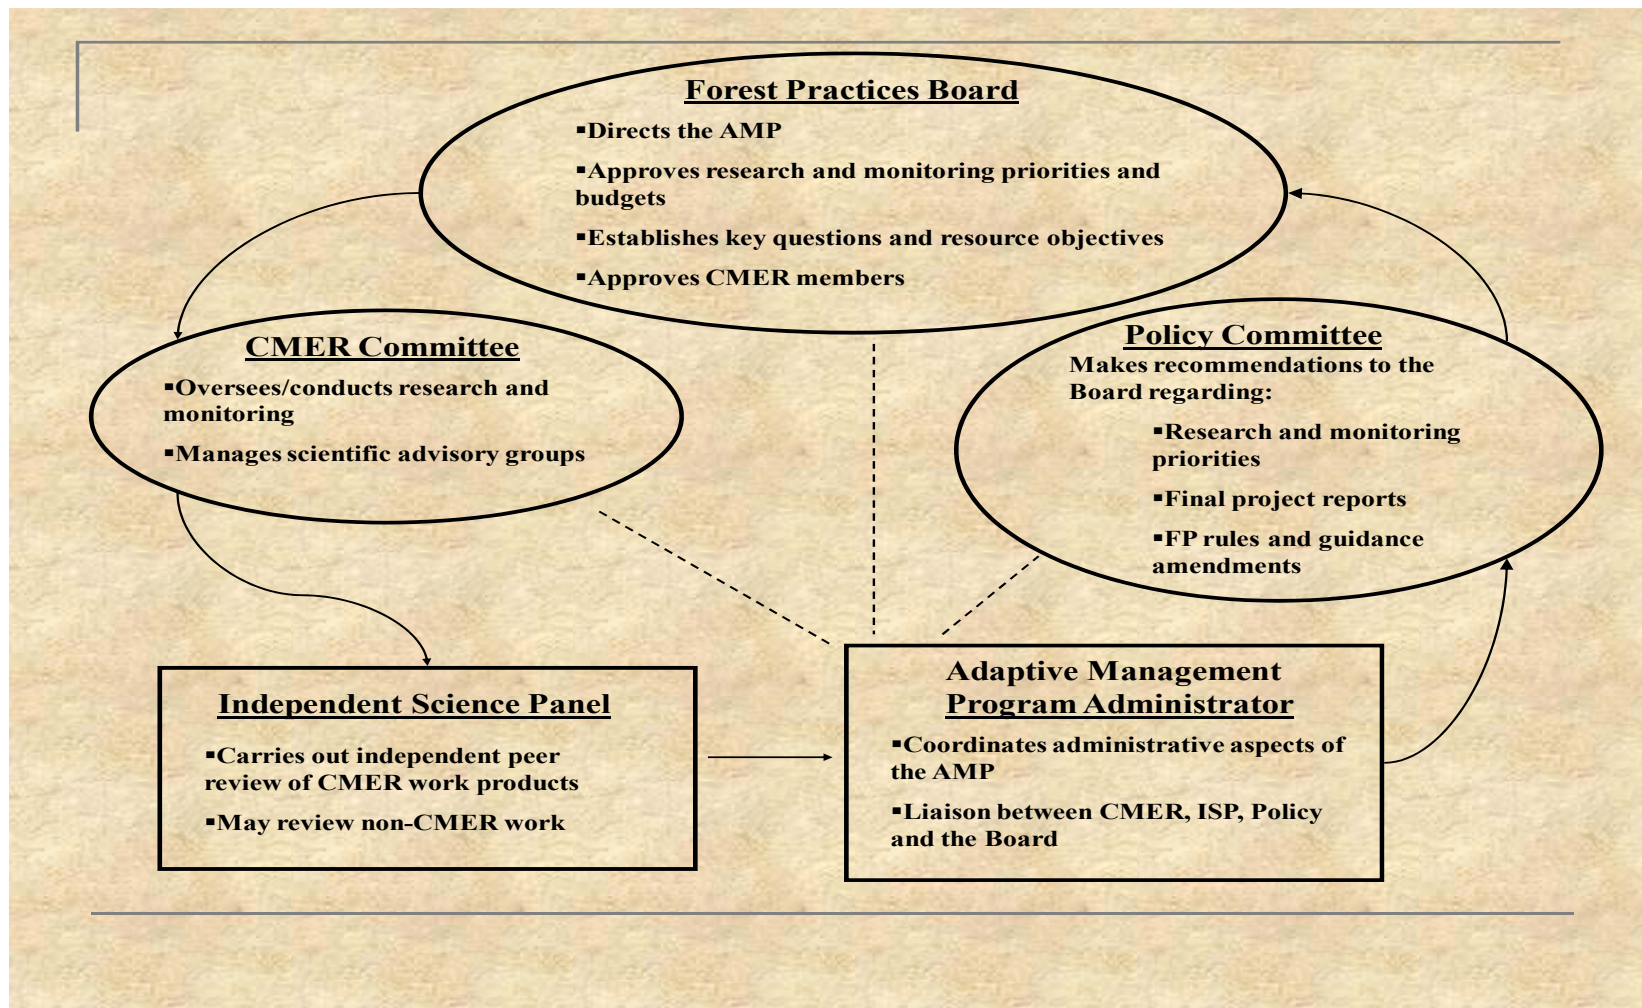 Forest Practices Board
▪Directs the AMP
▪Approves research and monitoring priorities and
budgets
▪Establishes key questions and resource objectives
▪Approves CMER members
CMER Committee
▪Oversees/conducts research and
monitoring
▪Manages scientific advisory groups
Policy Committee
Makes recommendations to the
Board regarding:
▪Research and monitoring
priorities
▪Final project reports
▪FP rules and guidance
amendments
Independent Science Panel
▪Carries out independent peer
review of CMER work products
▪May review non-CMER work
Adaptive Management
Program Administrator
▪Coordinates administrative aspects of
the AMP
▪Liaison between CMER, ISP, Policy
and the Board